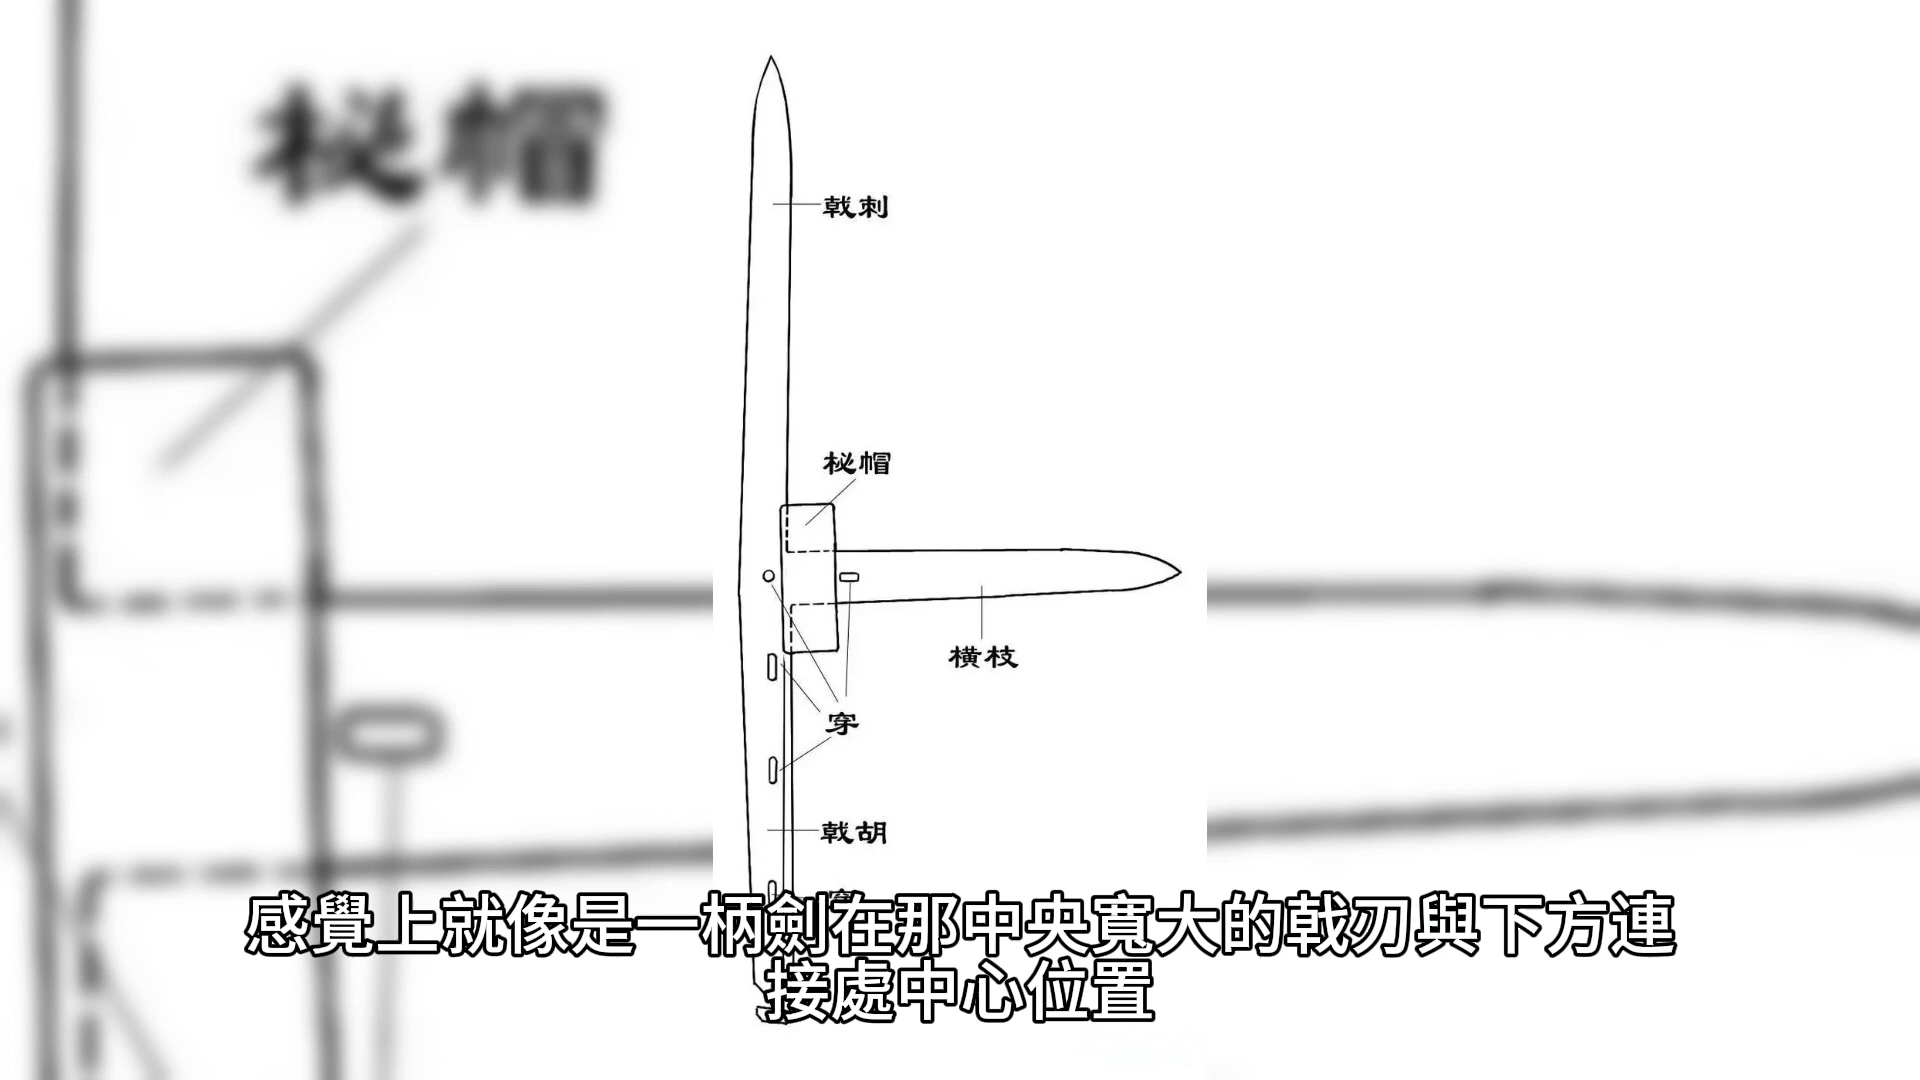 柲帽
戟刺
柲帽
横枝
穿
戟胡
穿
感覺上就像是一柄劍在那中央寬大的戟刃與下方連
接處中心位置